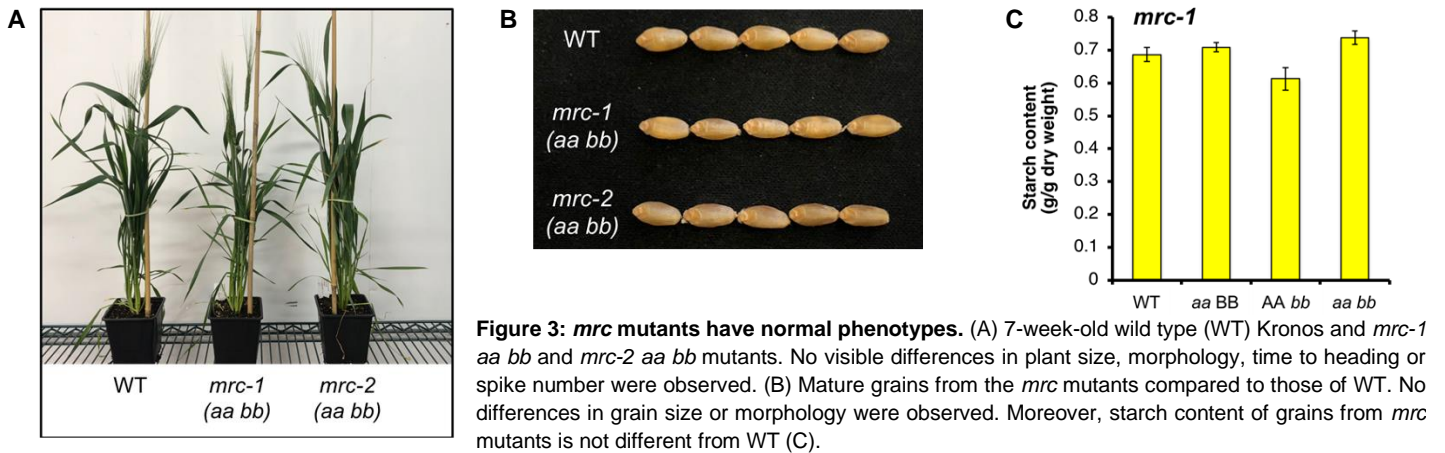 A
WT
mrc-1
(aa bb)
mrc-2
(aa bb)
B
WT
mrc-1
(aa bb)
mrc-2
(aa bb)
C
mrc-1
Starch content
(g/g dry weight)
0.8
0.7
0.6
0.5
0.4
0.3
0.2
0.1
0
WT
aa BB
AA bb
aa bb
Figure 3: mrc mutants have normal phenotypes. (A) 7-week-old wild type (WT) Kronos and mrc-1
aa bb and mrc-2 aa bb mutants. No visible differences in plant size, morphology, time to heading or
spike number were observed. (B) Mature grains from the mrc mutants compared to those of WT. No
differences in grain size or morphology were observed. Moreover, starch content of grains from mrc
mutants is not different from WT (C).